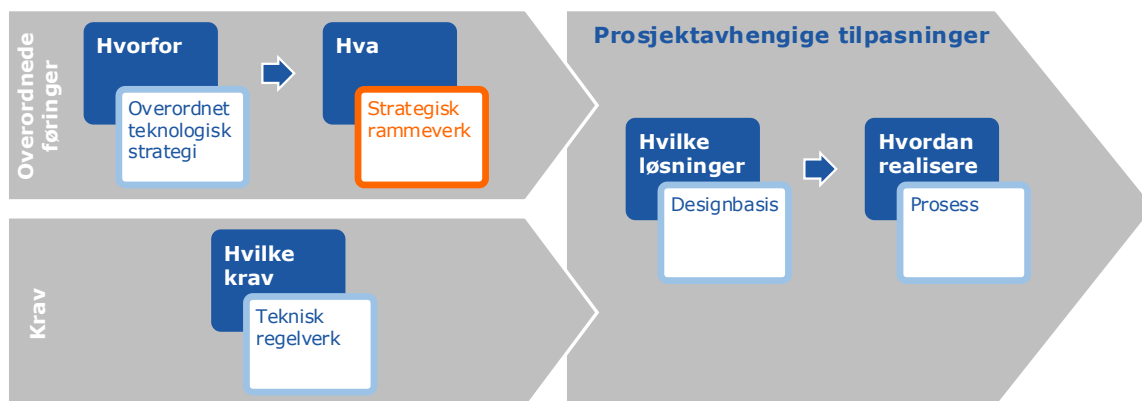 Overordnede
føringer
Hvorfor
Overordnet
teknologisk
strategi
Hva
Strategisk
rammeverk
Krav
Hvilke
krav
Teknisk
regelverk
Prosjektavhengige tilpasninger
Hvilke
løsninger
Designbasis
Hvordan
realisere
Prosess